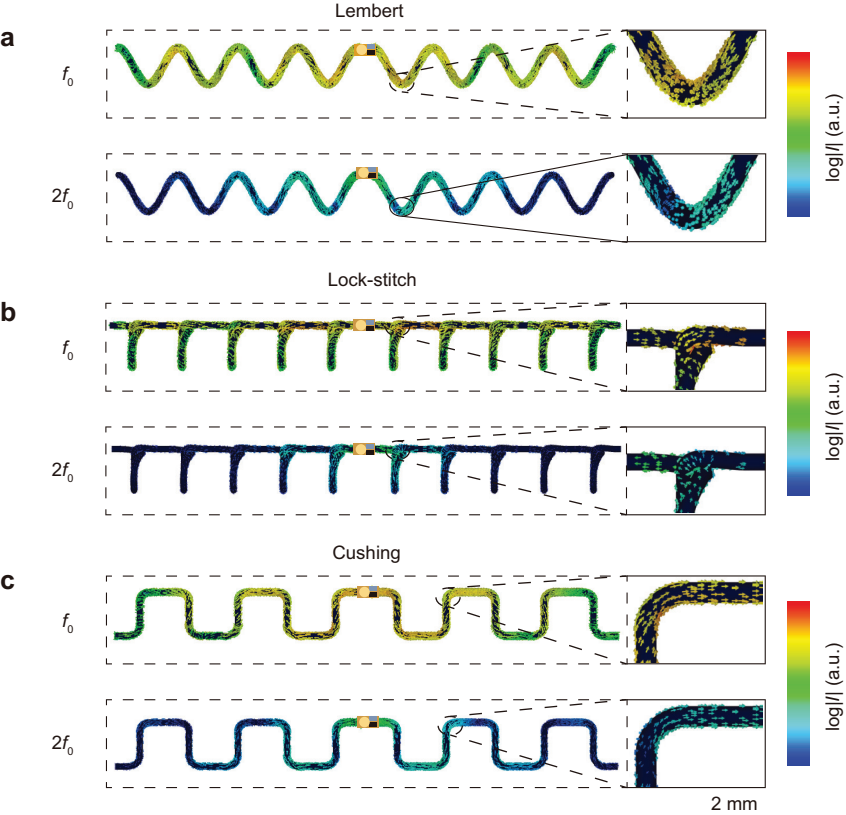 Lembert
a
f0
log|I| (a.u.)
2f0
Lock-stitch
b
f0
log|I| (a.u.)
2f0
Cushing
c
f0
log|I| (a.u.)
2f0
2 mm